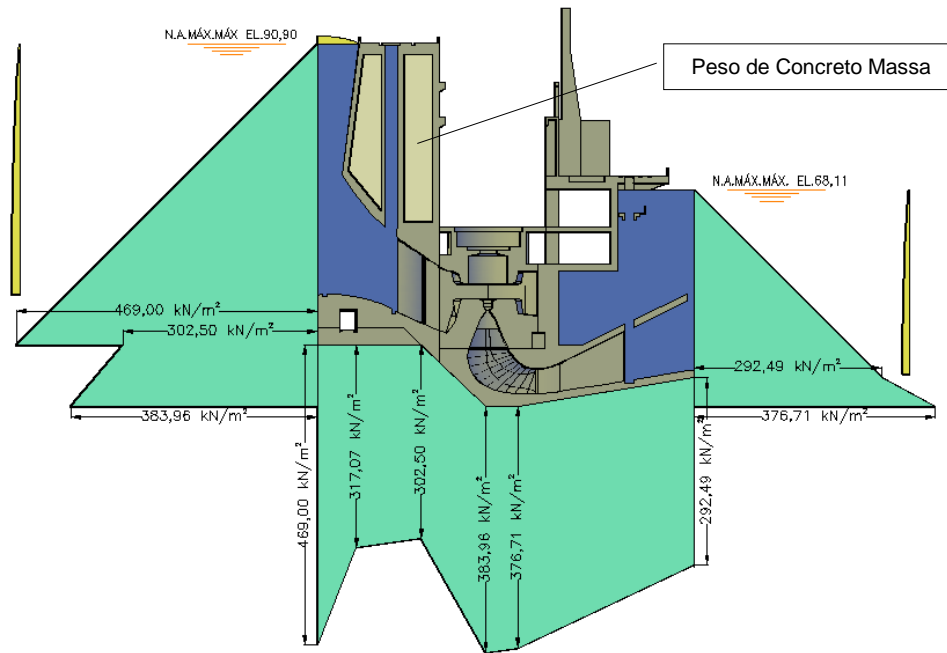 N.A.MÁX.MÁX EL.90,90
Peso de Concreto Massa
N.A.MÁX.MÁX. EL.68,11
469,00 kN/m²
302,50 kN/m²
292,49 kN/m²
383,96 kN/m²
376,71 kN/m²
469,00 kN/m²
317,07 kN/m²
302,50 kN/m²
383,96 kN/m²
376,71 kN/m²
292,49 kN/m²